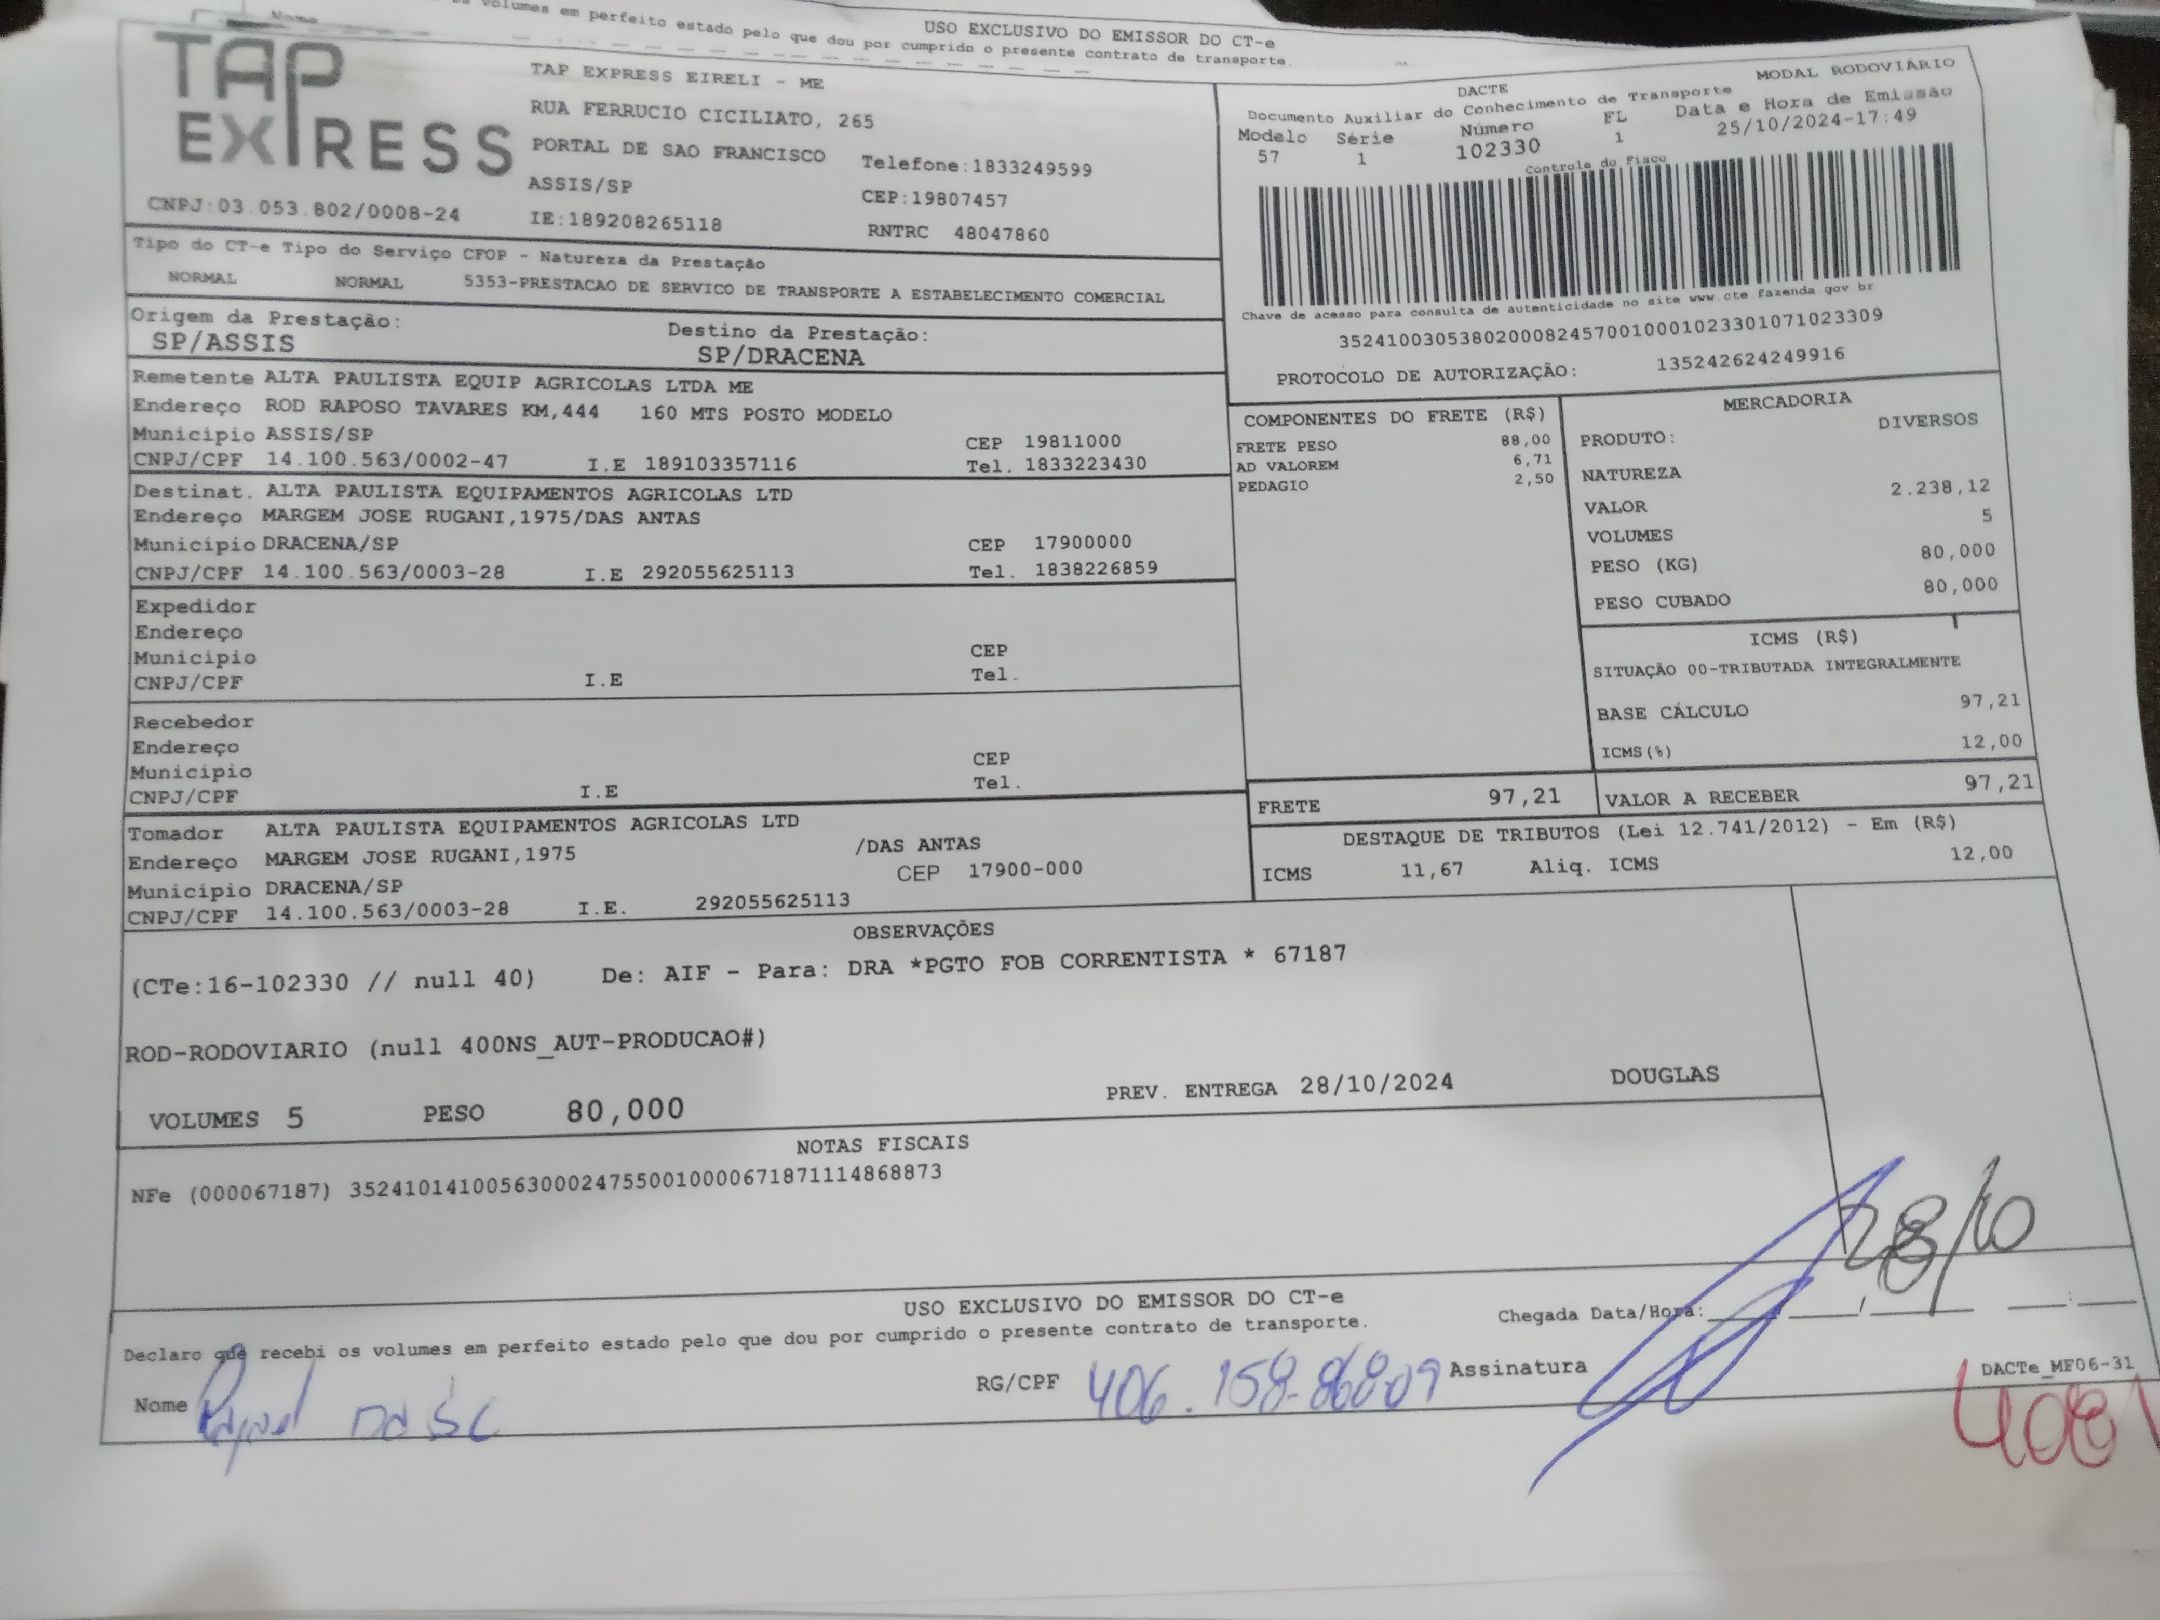 Nome
os volumes em perfeito estado pelo que dou por cumprido o presente contrato de transporte.
USO EXCLUSIVO DO EMISSOR DO CT-e
TAP EXPRESS
CNPJ:03.053.802/0008-24
TAP EXPRESS EIRELI - ME
RUA FERRUCIO CICILIATO, 265
PORTAL DE SAO FRANCISCO Telefone:1833249599
ASSIS/SP CEP:19807457
IE:189208265118 RNTRC 48047860
DACTE MODAL RODOVIÁRIO
Documento Auxiliar do Conhecimento de Transporte
Modelo Série Número FL Data e Hora de Emissão
57 1 102330 1 25/10/2024-17:49
Controle do Fisco
Chave de acesso para consulta de autenticidade no site www.cte fazenda gov.br
35241003053802000824570010001023301071023309
PROTOCOLO DE AUTORIZAÇÃO: 135242624249916
Tipo do CT-e Tipo do Serviço CFOP - Natureza da Prestação
NORMAL NORMAL 5353-PRESTACAO DE SERVICO DE TRANSPORTE A ESTABELECIMENTO COMERCIAL
Origem da Prestação: Destino da Prestação:
SP/ASSIS SP/DRACENA
Remetente ALTA PAULISTA EQUIP AGRICOLAS LTDA ME
Endereço ROD RAPOSO TAVARES KM,444 160 MTS POSTO MODELO
Município ASSIS/SP CEP 19811000
CNPJ/CPF 14.100.563/0002-47 I.E 189103357116 Tel. 1833223430
Destinat. ALTA PAULISTA EQUIPAMENTOS AGRICOLAS LTD
Endereço MARGEM JOSE RUGANI,1975/DAS ANTAS
Município DRACENA/SP CEP 17900000
CNPJ/CPF 14.100.563/0003-28 I.E 292055625113 Tel. 1838226859
Expedidor
Endereço
Município CEP
CNPJ/CPF I.E Tel.
Recebedor
Endereço
Município CEP
CNPJ/CPF I.E Tel.
Tomador ALTA PAULISTA EQUIPAMENTOS AGRICOLAS LTD
Endereço MARGEM JOSE RUGANI,1975 /DAS ANTAS
Município DRACENA/SP CEP 17900-000
CNPJ/CPF 14.100.563/0003-28 I.E. 292055625113
COMPONENTES DO FRETE (R$)
FRETE PESO 88,00
AD VALOREM 6,71
PEDAGIO 2,50
MERCADORIA
PRODUTO: DIVERSOS
NATUREZA
VALOR 2.238,12
VOLUMES 5
PESO (KG) 80,000
PESO CUBADO 80,000
ICMS (R$)
SITUAÇÃO 00-TRIBUTADA INTEGRALMENTE
BASE CÁLCULO 97,21
ICMS(%) 12,00
FRETE 97,21 VALOR A RECEBER 97,21
DESTAQUE DE TRIBUTOS (Lei 12.741/2012) - Em (R$)
ICMS 11,67 Aliq. ICMS 12,00
OBSERVAÇÕES
(CTe:16-102330 // null 40) De: AIF - Para: DRA *PGTO FOB CORRENTISTA * 67187
ROD-RODOVIARIO (null 400NS_AUT-PRODUCAO#)
VOLUMES 5 PESO 80,000 PREV. ENTREGA 28/10/2024 DOUGLAS
NOTAS FISCAIS
NFe (000067187) 35241014100563000247550010000671871114868873
28/10
USO EXCLUSIVO DO EMISSOR DO CT-e
Chegada Data/Hora: / :
Declaro que recebi os volumes em perfeito estado pelo que dou por cumprido o presente contrato de transporte.
Nome RG/CPF 406.158-868-09 Assinatura DACTe_MF06-31